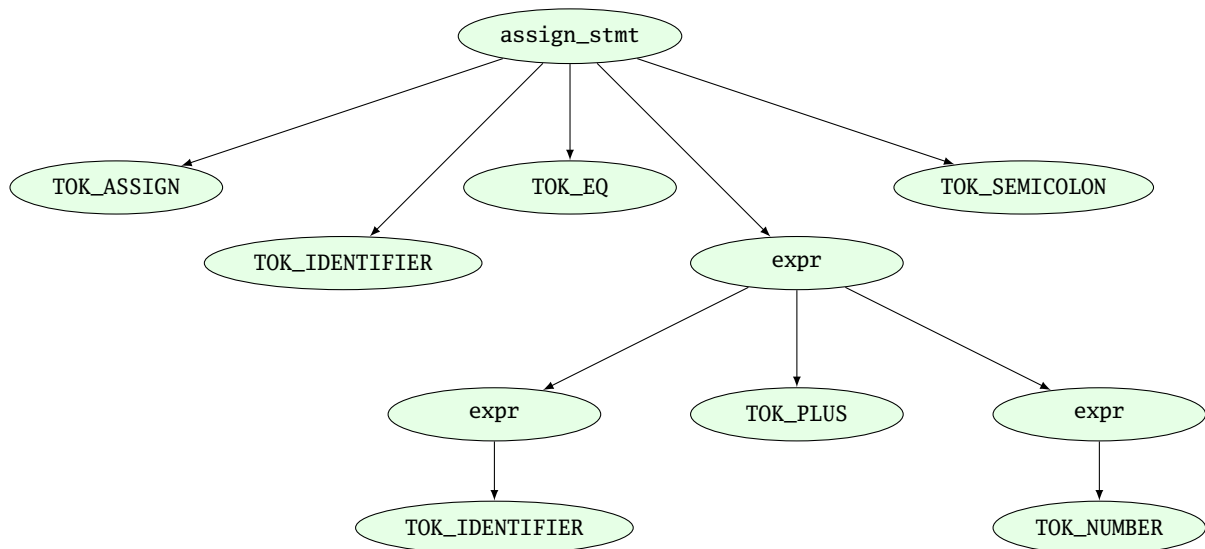 assign_stmt
TOK_ASSIGN
TOK_EQ
TOK_SEMICOLON
TOK_IDENTIFIER
expr
expr
TOK_PLUS
expr
TOK_IDENTIFIER
TOK_NUMBER